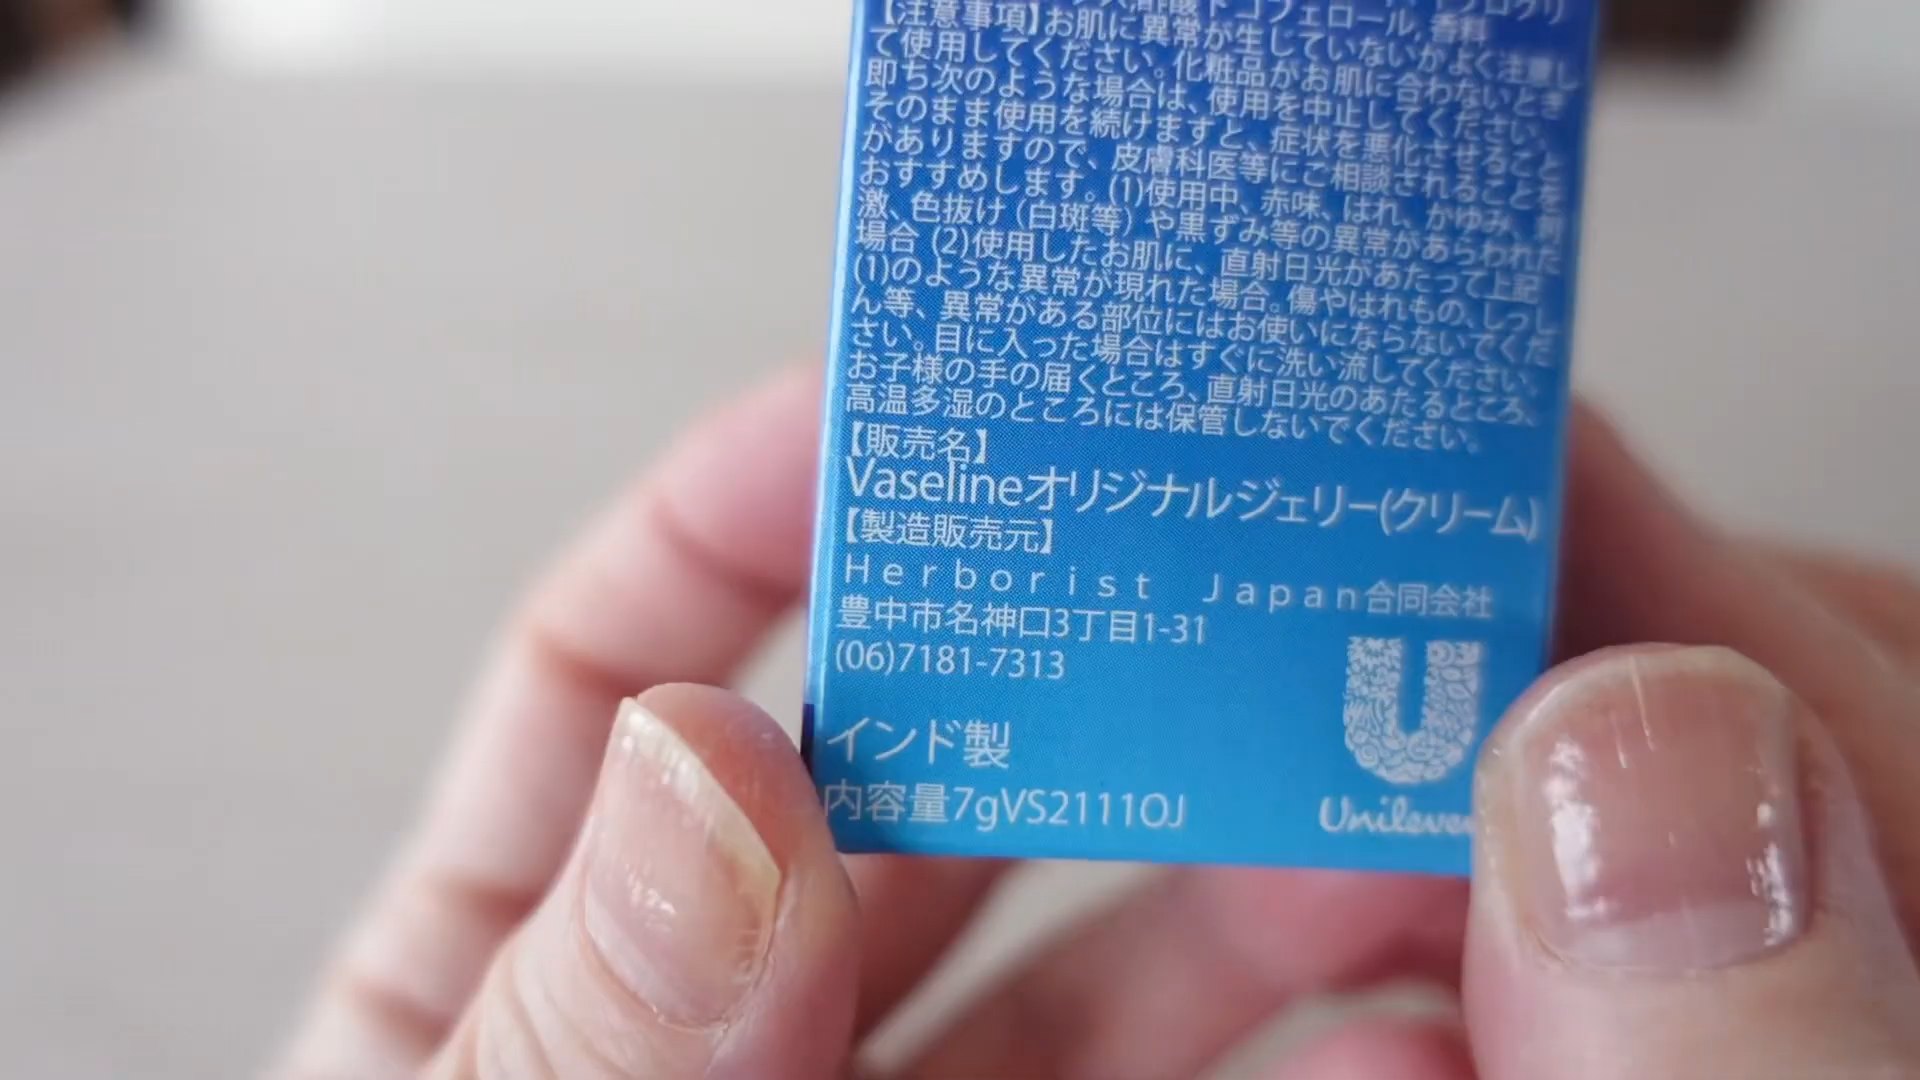 酢酸トコフェロール, 香料
【注意事項】お肌に異常が生じていないかよく注意し
て使用してください。化粧品がお肌に合わないとき
即ち次のような場合は、使用を中止してください。
そのまま使用を続けますと、症状を悪化させること
がありますので、皮膚科医等にご相談されることを
おすすめします。(1)使用中、赤味、はれ、かゆみ、刺
激、色抜け（白斑等）や黒ずみ等の異常があらわれた
場合 (2)使用したお肌に、直射日光があたって上記
(1)のような異常が現れた場合。傷やはれもの、しっし
ん等、異常がある部位にはお使いにならないでくだ
さい。目に入った場合はすぐに洗い流してください。
お子様の手の届くところ、直射日光のあたるところ、
高温多湿のところには保管しないでください。
【販売名】
Vaselineオリジナルジェリー(クリーム)
【製造販売元】
Herborist Japan合同会社
豊中市名神口3丁目1-31
(06)7181-7313
インド製
内容量7gVS2111OJ
Unilever